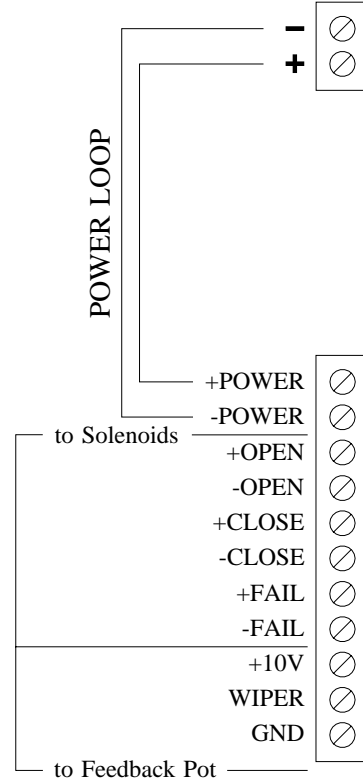 −
+
POWER LOOP
+POWER
-POWER
to Solenoids
+OPEN
-OPEN
+CLOSE
-CLOSE
+FAIL
-FAIL
+10V
WIPER
GND
to Feedback Pot